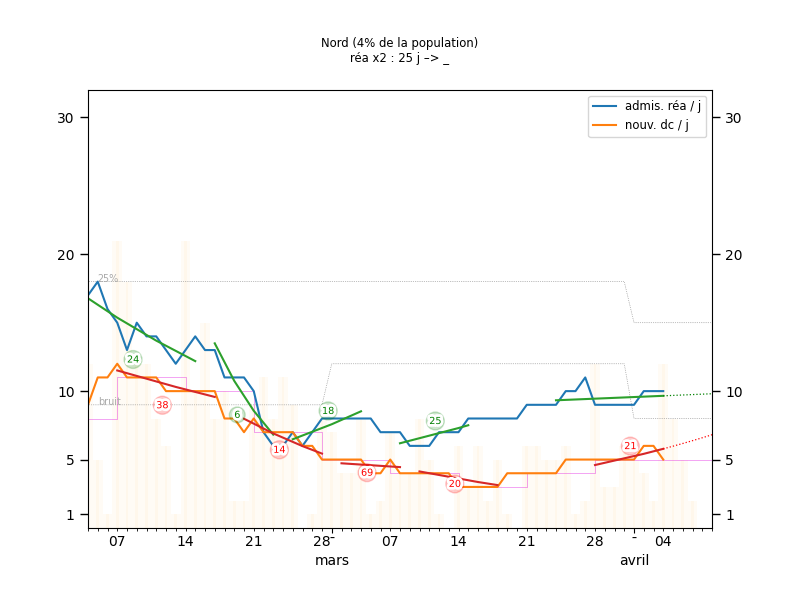 Nord (4% de la population)
réa x2 : 25 j –> _
admis. réa / j
nouv. dc / j
30 30
20 20
25%
24
10 10
bruit
38
6
18
25
14
21
5 5
69
20
1 1
07 14 21 28 07 14 21 28 04
mars avril